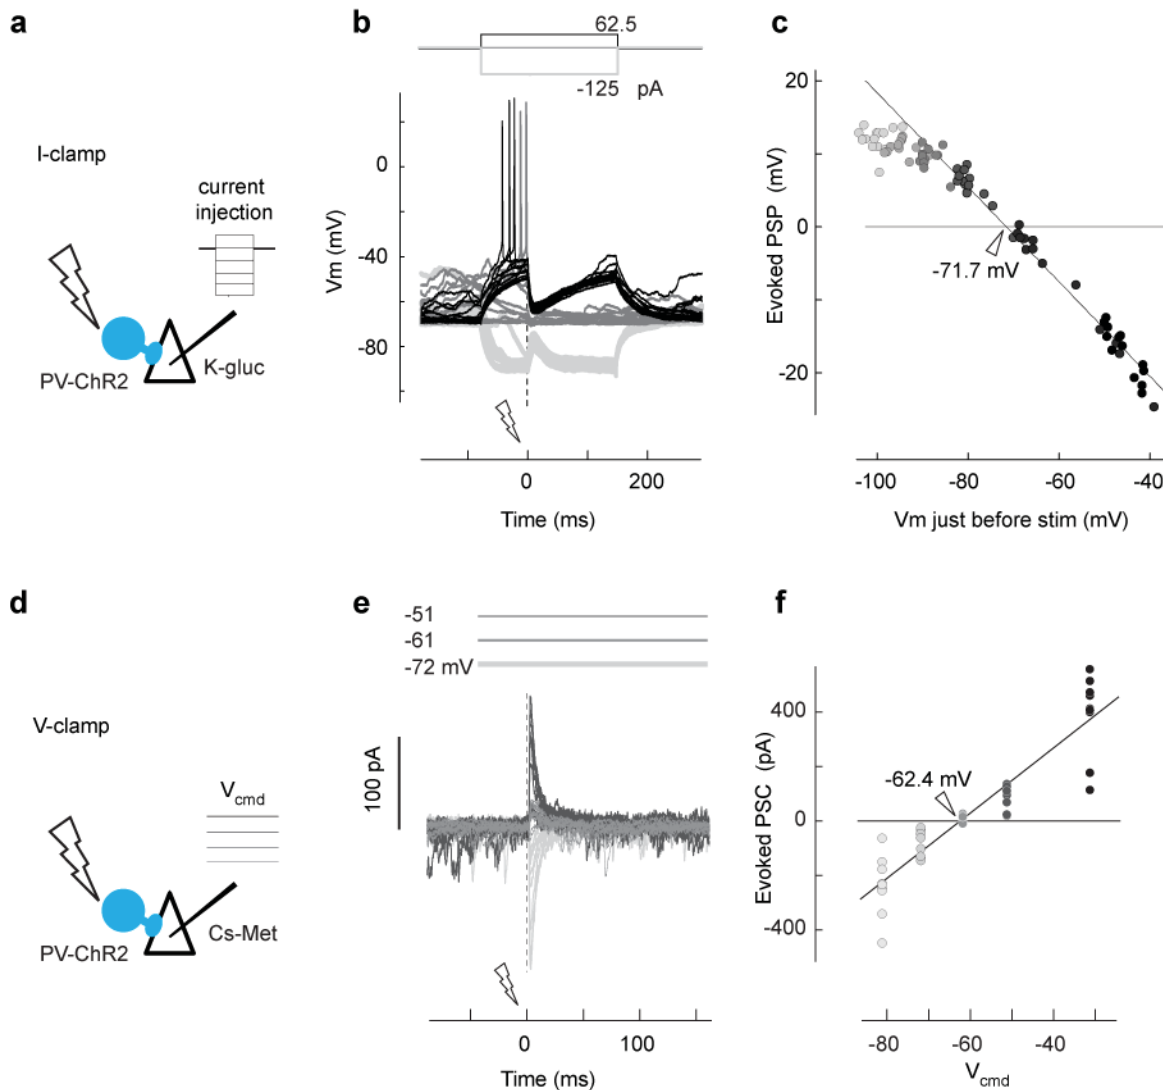 a
I-clamp
current
injection
PV-ChR2
K-gluc
b
62.5
-125 pA
Vm (mV)
0
-40
-80
0
200
Time (ms)
c
Evoked PSP (mV)
20
0
-20
-71.7 mV
-100
-80
-60
-40
Vm just before stim (mV)
d
V-clamp
Vcmd
PV-ChR2
Cs-Met
e
-51
-61
-72 mV
100 pA
0
100
Time (ms)
f
Evoked PSC (pA)
400
0
-400
-62.4 mV
-80
-60
-40
Vcmd